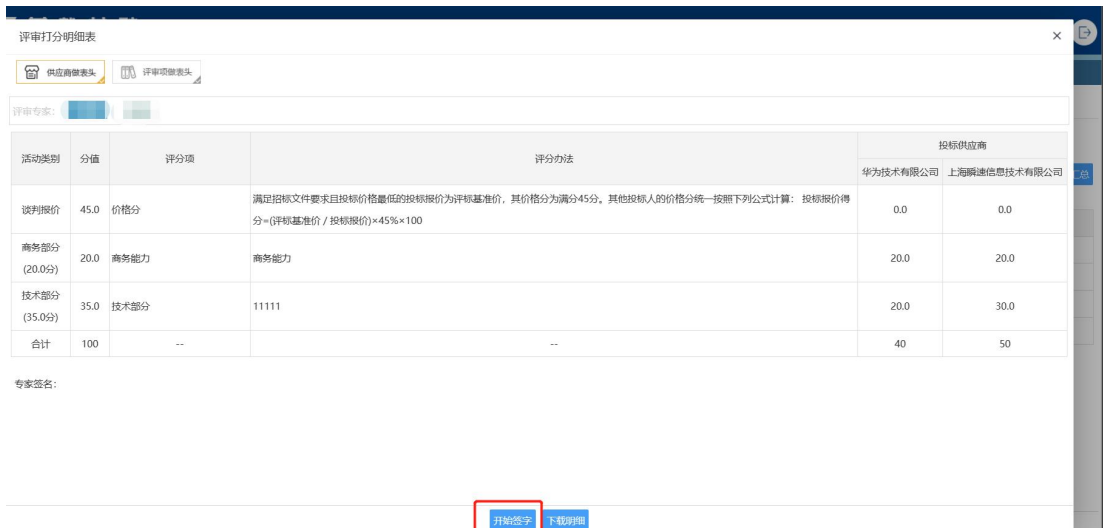 评审打分明细表
×
供应商做表头
评审项做表头
评审专家:
活动类别 分值 评分项 评分办法 投标供应商
华为技术有限公司 上海瞬速信息技术有限公司
汇总
谈判报价 45.0 价格分 满足招标文件要求且投标价格最低的投标报价为评标基准价，其价格分为满分45分。其他投标人的价格分统一按照下列公式计算： 投标报价得
分=(评标基准价 / 投标报价)×45%×100 0.0 0.0
商务部分
(20.0分) 20.0 商务能力 商务能力 20.0 20.0
技术部分
(35.0分) 35.0 技术部分 11111 20.0 30.0
合计 100 -- -- 40 50
专家签名：
开始签字 下载明细